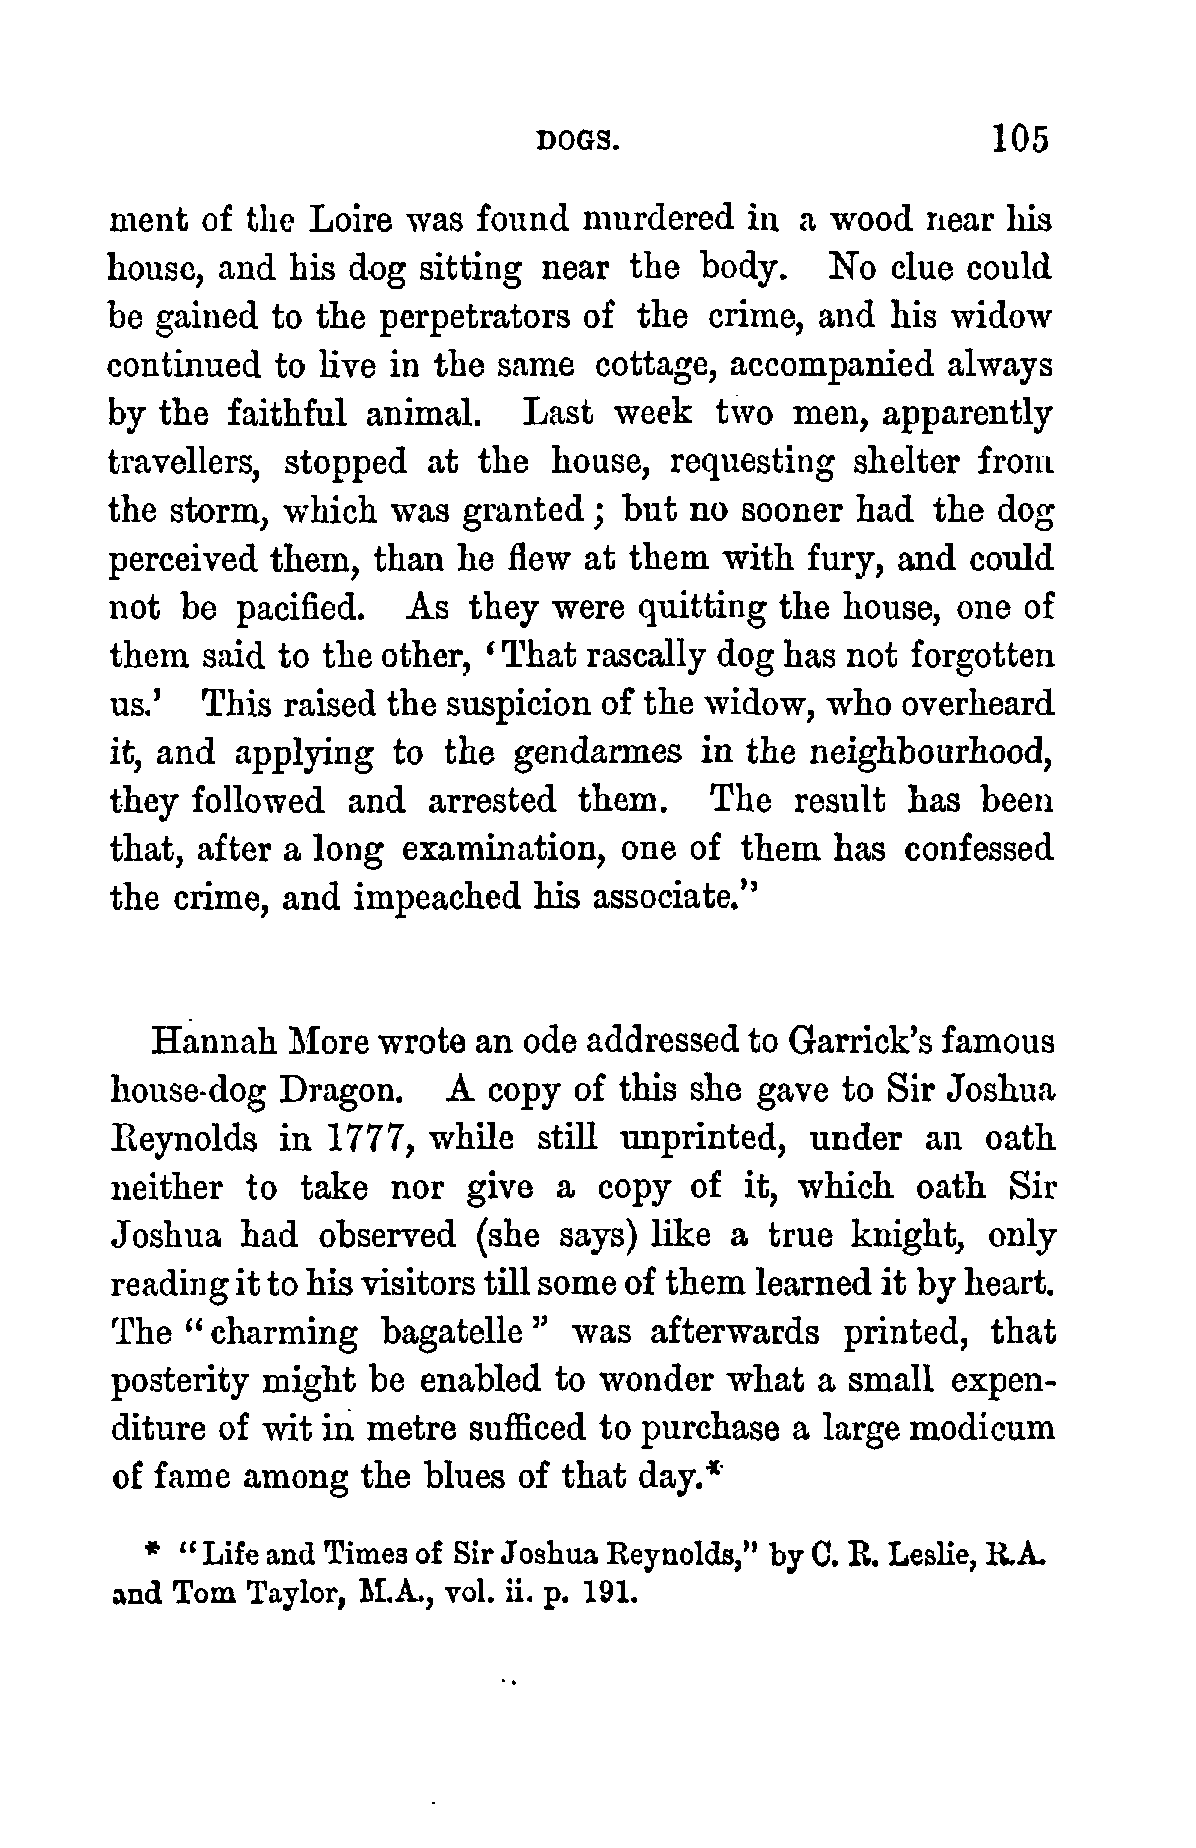 DOGS. 105
ment of the Loire was found murdered in a wood near his
house, and his dog sitting near the body. No clue could
be gained to the perpetrators of the crime, and his widow
continued to live in the same cottage, accompanied always
by the faithful animal. Last week two men, apparently
travellers, stopped at the house, requesting shelter from
the storm, which was granted ; but no sooner had the dog
perceived them, than he flew at them with fury, and could
not be pacified. As they were quitting the house, one of
them said to the other, ‘That rascally dog has not forgotten
us.’ This raised the suspicion of the widow, who overheard
it, and applying to the gendarmes in the neighbourhood,
they followed and arrested them. The result has been
that, after a long examination, one of them has confessed
the crime, and impeached his associate.”
Hannah More wrote an ode addressed to Garrick’s famous
house-dog Dragon. A copy of this she gave to Sir Joshua
Reynolds in 1777, while still unprinted, under an oath
neither to take nor give a copy of it, which oath Sir
Joshua had observed (she says) like a true knight, only
reading it to his visitors till some of them learned it by heart.
The “charming bagatelle” was afterwards printed, that
posterity might be enabled to wonder what a small expen-
diture of wit in metre sufficed to purchase a large modicum
of fame among the blues of that day.*
* “Life and Times of Sir Joshua Reynolds,” by C. R. Leslie, R.A.
and Tom Taylor, M.A., vol. ii. p. 191.